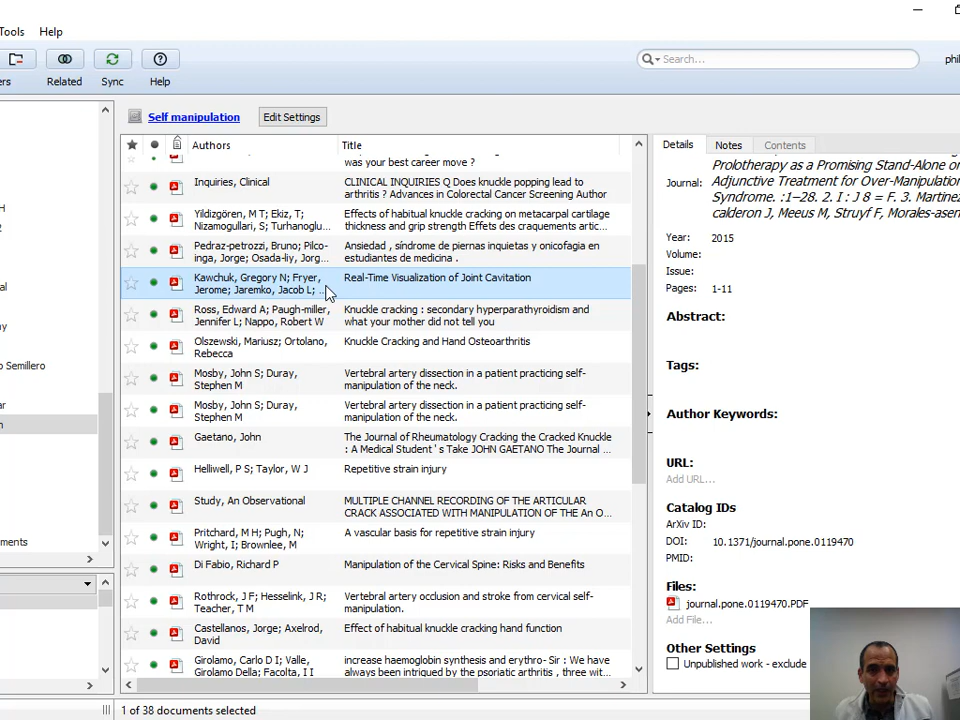 Tools Help
ers Related Sync Help Search... phil
Self manipulation Edit Settings
Authors Title
was your best career move ?
Inquiries, Clinical CLINICAL INQUIRIES Q Does knuckle popping lead to
arthritis ? Advances in Colorectal Cancer Screening Author
Yildizgören, M T; Ekiz, T; Effects of habitual knuckle cracking on metacarpal cartilage
Nizamogullari, S; Turhanoglu... thickness and grip strength Effets des craquements artic...
Pedraz-petrozzi, Bruno; Pilco- Ansiedad , síndrome de piernas inquietas y onicofagia en
inga, Jorge; Osada-liy, Jorg... estudiantes de medicina .
Kawchuk, Gregory N; Fryer, Real-Time Visualization of Joint Cavitation
Jerome; Jaremko, Jacob L; ...
Ross, Edward A; Paugh-miller, Knuckle cracking : secondary hyperparathyroidism and
Jennifer L; Nappo, Robert W what your mother did not tell you
Olszewski, Mariusz; Ortolano, Knuckle Cracking and Hand Osteoarthritis
Rebecca
Mosby, John S; Duray, Vertebral artery dissection in a patient practicing self-
Stephen M manipulation of the neck.
Mosby, John S; Duray, Vertebral artery dissection in a patient practicing self-
Stephen M manipulation of the neck.
Gaetano, John The Journal of Rheumatology Cracking the Cracked Knuckle
: A Medical Student ' s Take JOHN GAETANO The Journal ...
Helliwell, P S; Taylor, W J Repetitive strain injury
Study, An Observational MULTIPLE CHANNEL RECORDING OF THE ARTICULAR
CRACK ASSOCIATED WITH MANIPULATION OF THE An O...
Pritchard, M H; Pugh, N; A vascular basis for repetitive strain injury
Wright, I; Brownlee, M
Di Fabio, Richard P Manipulation of the Cervical Spine: Risks and Benefits
Rothrock, J F; Hesselink, J R; Vertebral artery occlusion and stroke from cervical self-
Teacher, T M manipulation.
Castellanos, Jorge; Axelrod, Effect of habitual knuckle cracking hand function
David
Girolamo, Carlo D I; Valle, increase haemoglobin synthesis and erythro- Sir : We have
Girolamo Della; Facolta, I I all been interested by the psoriatic arthritis , three wit...
1 of 38 documents selected
H
2
al
ny
o Semillero
ar
n
ments
Details Notes Contents
Prolotherapy as a Promising Stand-Alone or
Journal: Adjunctive Treatment for Over-Manipulation
Syndrome. :1–28. 2. I : J 8 = F. 3. Martinez
calderon J, Meeus M, Struyf F, Morales-asen
Year: 2015
Volume:
Issue:
Pages: 1-11
Abstract:
Tags:
Author Keywords:
URL:
Add URL...
Catalog IDs
ArXiv ID:
DOI: 10.1371/journal.pone.0119470
PMID:
Files:
journal.pone.0119470.PDF
Add File...
Other Settings
Unpublished work - exclude